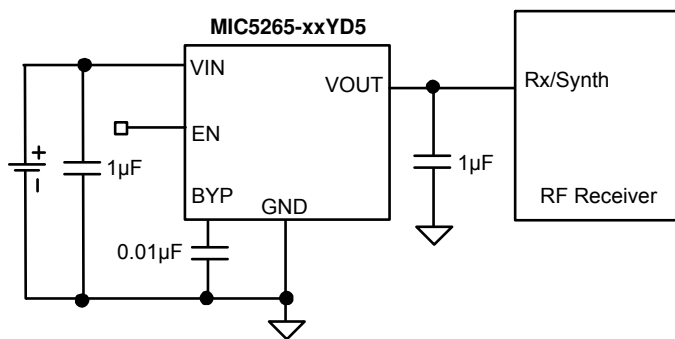 MIC5265-xxYD5
VIN
VOUT
Rx/Synth
EN
+
–
1µF
1µF
BYP
GND
RF Receiver
0.01µF